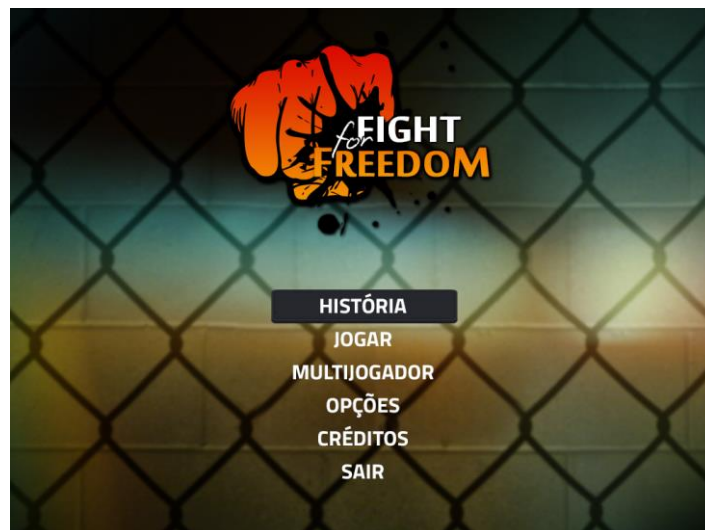 FIGHT
for
FREEDOM
HISTÓRIA
JOGAR
MULTIJOGADOR
OPÇÕES
CRÉDITOS
SAIR